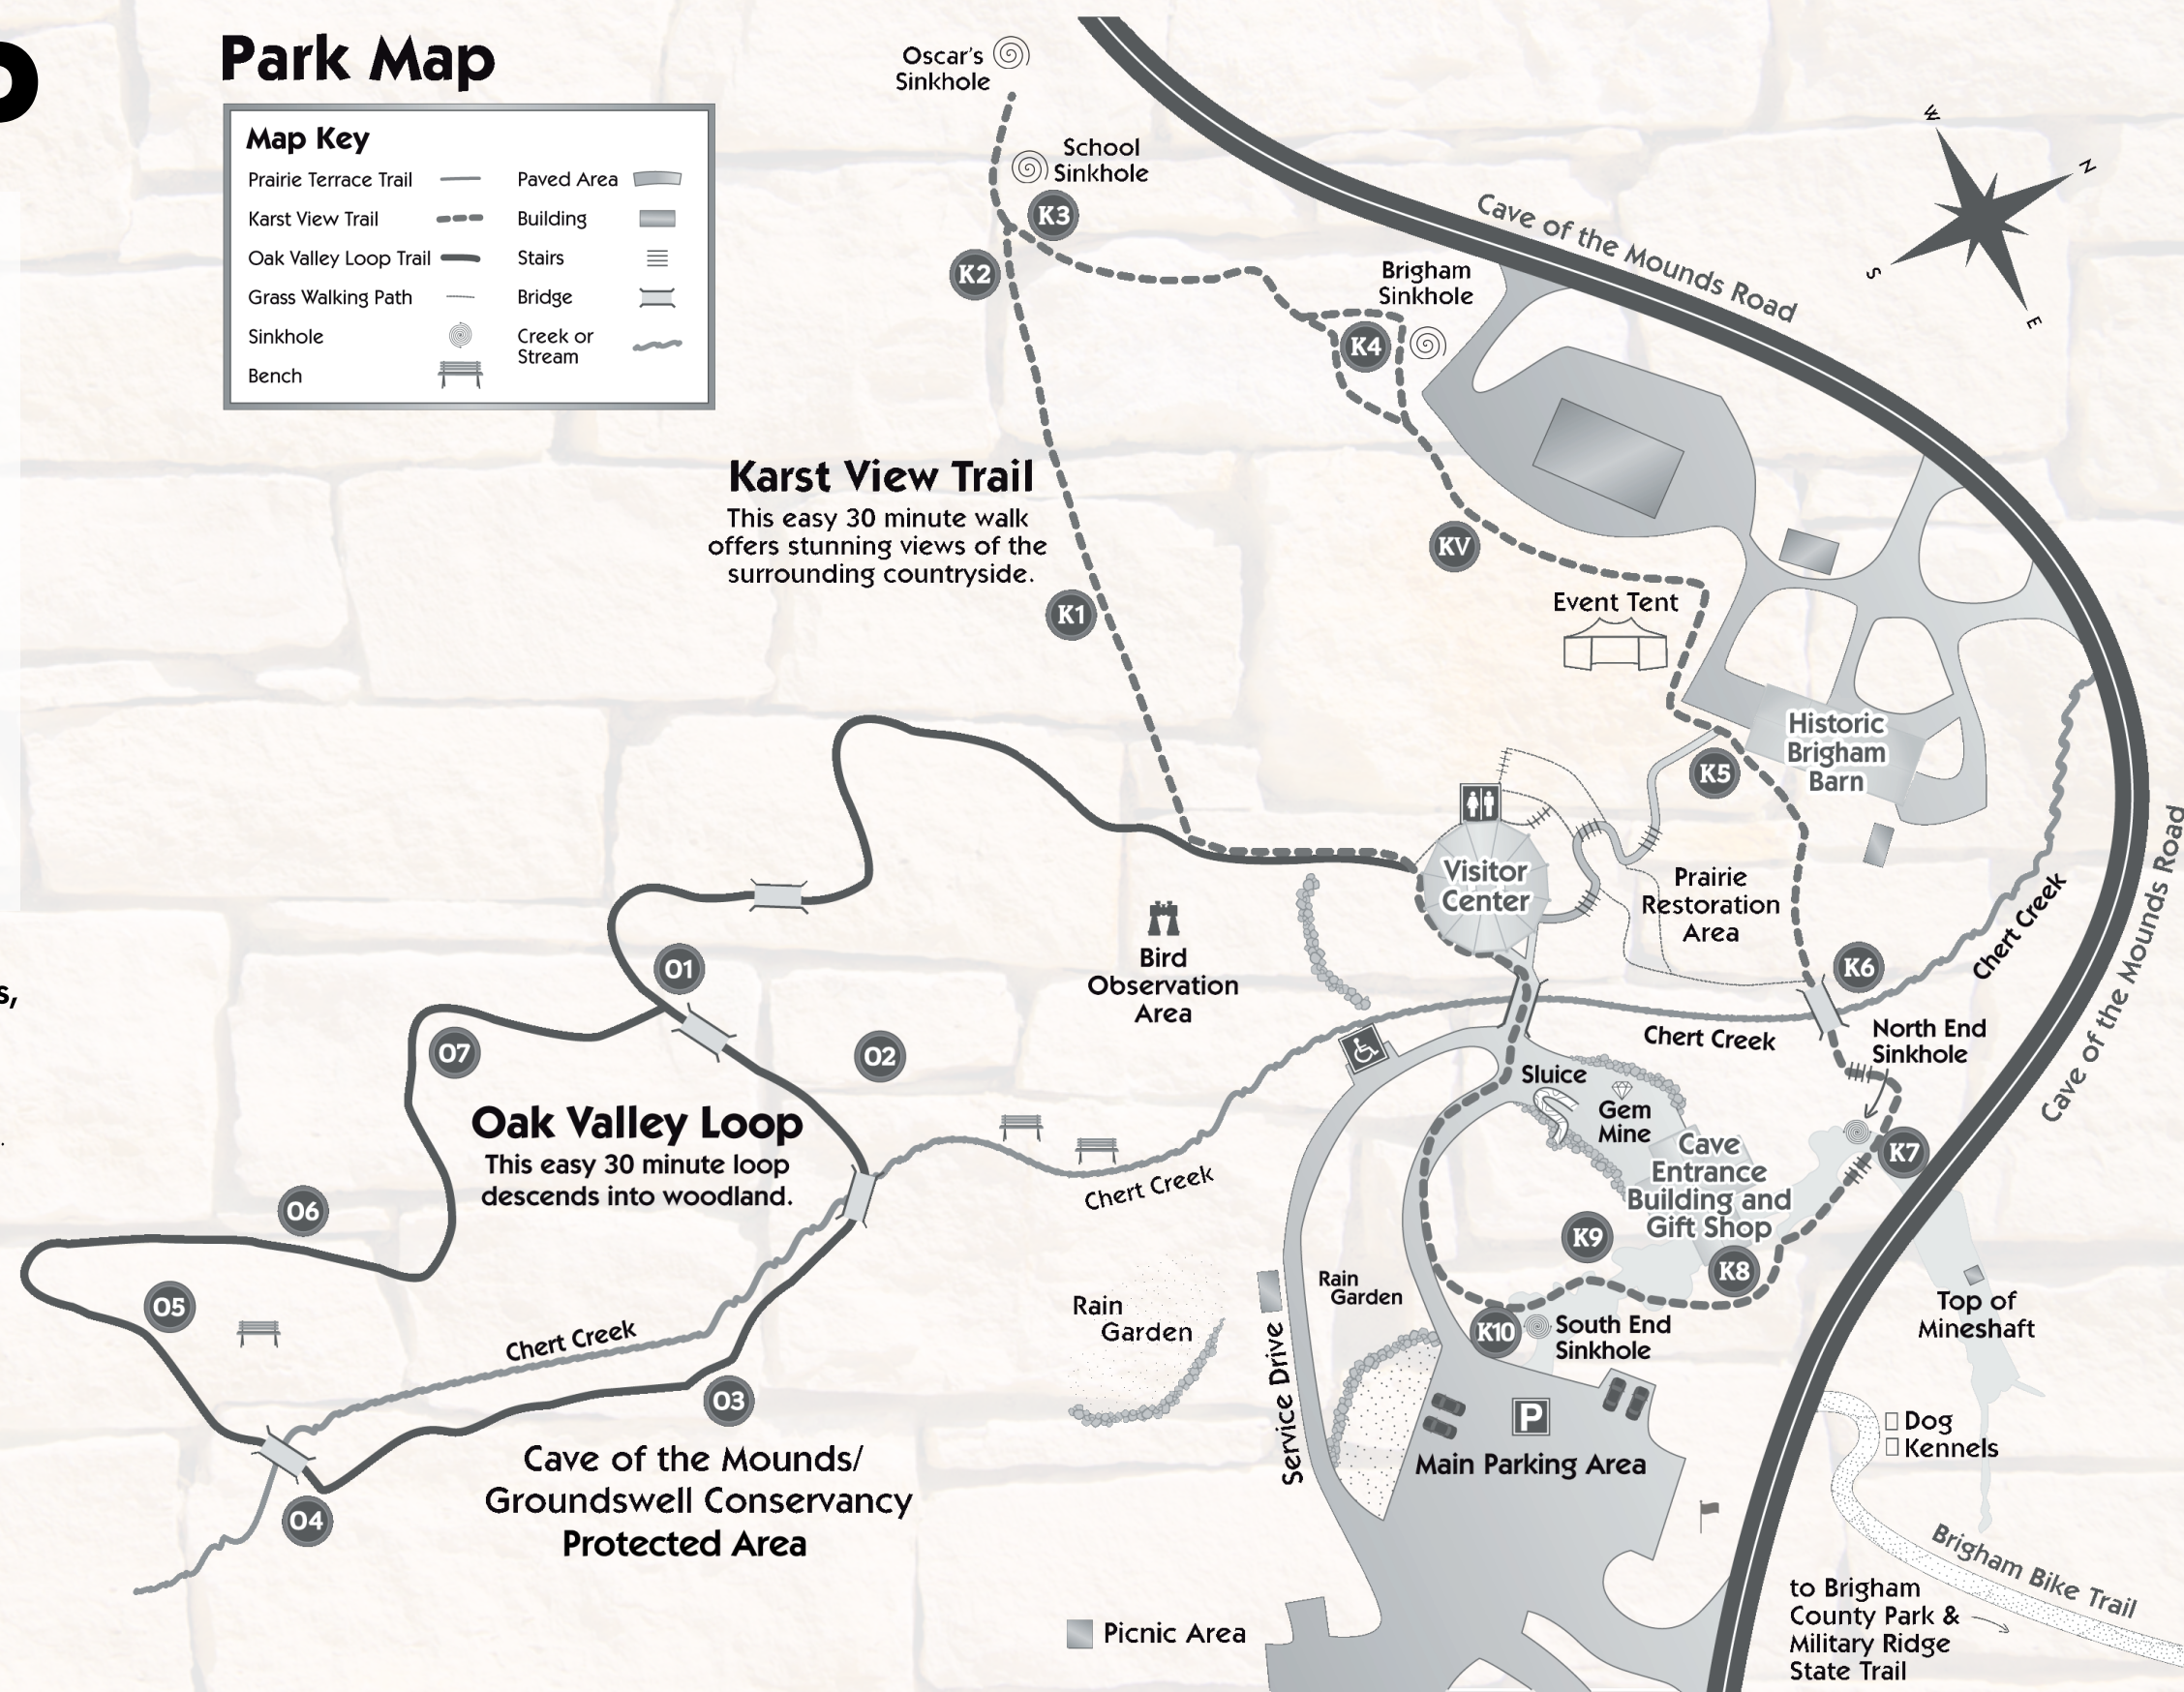 Park Map
Map Key
Prairie Terrace Trail
Karst View Trail
Oak Valley Loop Trail
Grass Walking Path
Sinkhole
Bench
Paved Area
Building
Stairs
Bridge
Creek or
Stream
Oscar's
Sinkhole
School
Sinkhole
K3
K2
Cave of the Mounds Road
W
N
S
E
Brigham
Sinkhole
K4
Karst View Trail
This easy 30 minute walk
offers stunning views of the
surrounding countryside.
KV
K1
Event Tent
Historic
Brigham
Barn
K5
Visitor
Center
Prairie
Restoration
Area
K6
Chert Creek
Cave of the Mounds Road
Bird
Observation
Area
s,
O1
O7
O2
Chert Creek
North End
Sinkhole
Sluice
Gem
Mine
Cave
Entrance
Building and
Gift Shop
K7
Oak Valley Loop
This easy 30 minute loop
descends into woodland.
Chert Creek
O6
K9
K8
O5
Rain
Garden
Rain
Garden
K10
South End
Sinkhole
Top of
Mineshaft
Chert Creek
Service Drive
O3
P
Main Parking Area
Dog
Kennels
Cave of the Mounds/
Groundswell Conservancy
Protected Area
O4
Brigham Bike Trail
to Brigham
County Park &
Military Ridge
State Trail
Picnic Area